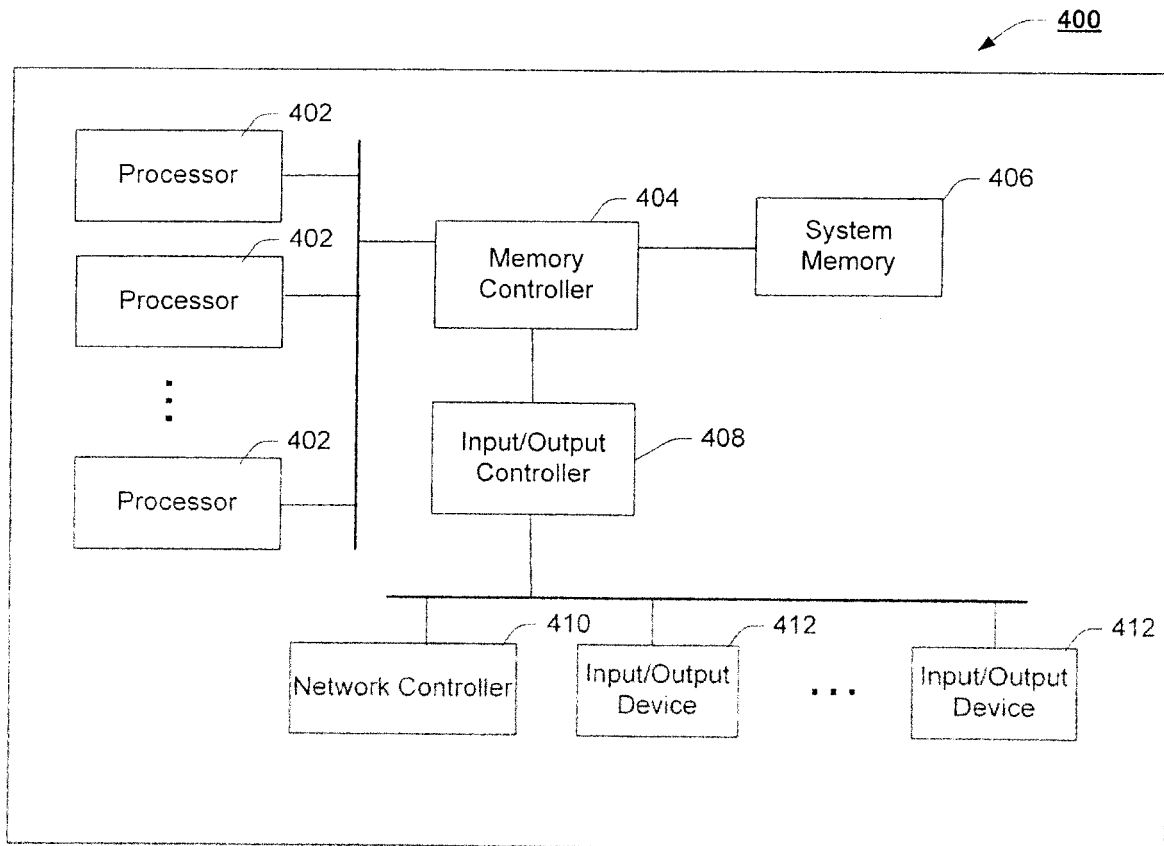 400
402
Processor
402
Processor
402
Processor
404
Memory
Controller
406
System
Memory
Input/Output
Controller
408
410
Network Controller
412
Input/Output
Device
412
Input/Output
Device